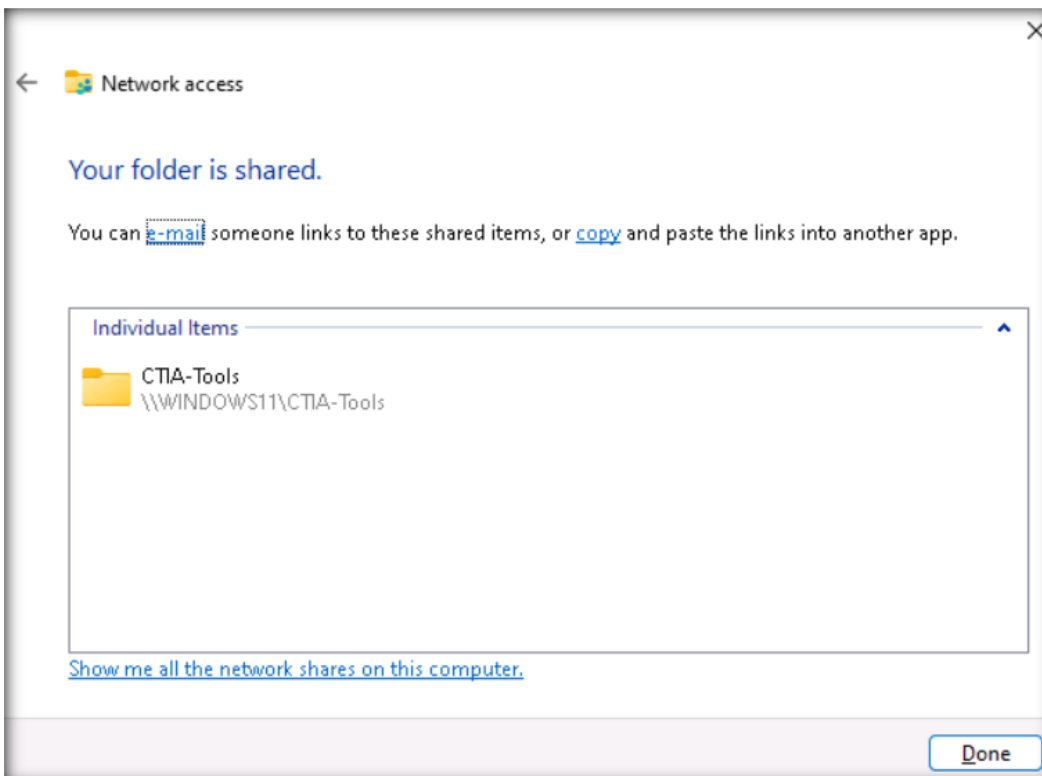 Network access
Your folder is shared.
You can e-mail someone links to these shared items, or copy and paste the links into another app.
Individual Items
CTIA-Tools
\\WINDOWS11\CTIA-Tools
Show me all the network shares on this computer.
Done